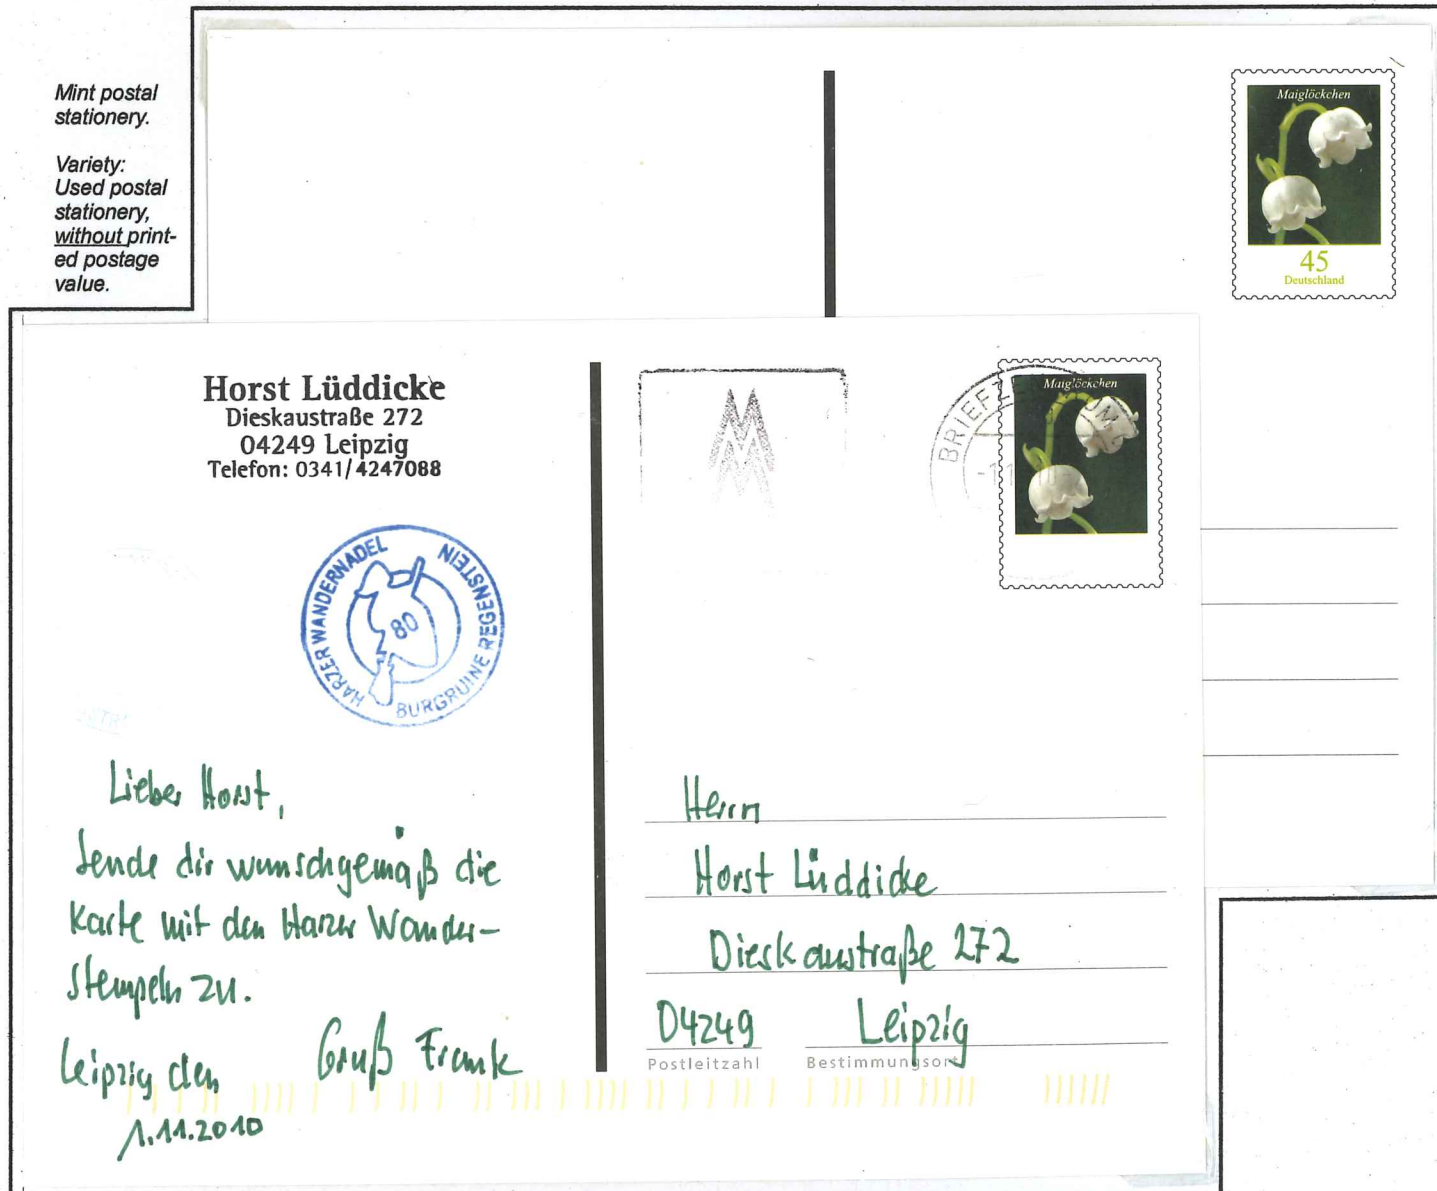 Mint postal
stationery.
Variety:
Used postal
stationery,
without print-
ed postage
value.
Maiglöckchen
45
Deutschland
Horst Lüddicke
Dieskaustraße 272
04249 Leipzig
Telefon: 0341/4247088
Maiglöckchen
HARZER WANDERNADEL
BURGRUINE REGENSTEIN
80
Lieber Horst,
sende dir wunschgemäß die
Karte mit den Harzer Wander-
stempeln zu.
Gruß Frank
Leipzig den
1.11.2010
Herrn
Horst Lüddicke
Dieskaustraße 272
04249 Leipzig
Postleitzahl Bestimmungsort